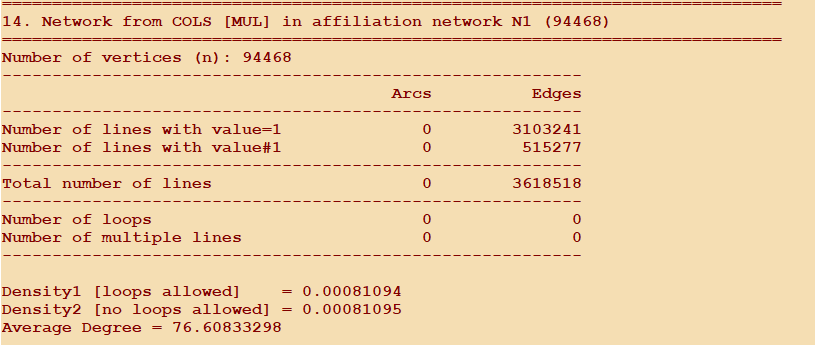 ==============================================================================
14. Network from COLS [MUL] in affiliation network N1 (94468)
==============================================================================
Number of vertices (n): 94468
----------------------------------------------------------
                                       Arcs          Edges
----------------------------------------------------------
Number of lines with value=1              0        3103241
Number of lines with value#1              0         515277
----------------------------------------------------------
Total number of lines                     0        3618518
----------------------------------------------------------
Number of loops                           0              0
Number of multiple lines                  0              0
----------------------------------------------------------
Density1 [loops allowed]    = 0.00081094
Density2 [no loops allowed] = 0.00081095
Average Degree = 76.60833298